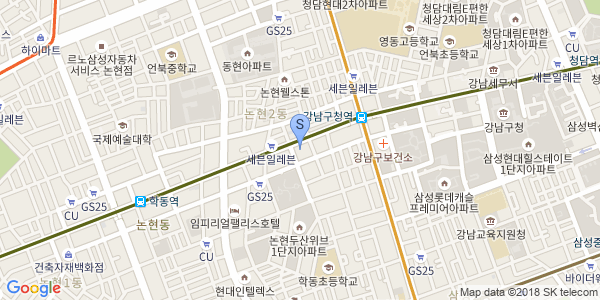 청담현대2차아파트
GS25
하이마트
르노삼성자동차
서비스 논현점
언북중학교
동현아파트
영동고등학교
언북초등학교
청담대림E편한
세상2차아파트
청담대림E편한
세상1차아파트
CU
세븐일레븐
논현웰스톤
세븐일레븐
강남세무서
논현2동
강남구청역
강남구청
국제예술대학
S
세븐일레븐
강남구보건소
삼성현대힐스테이트
1단지아파트
GS25
CU
학동역
GS25
논현동
임피리얼팰리스호텔
삼성롯데캐슬
프레미어아파트
CU
논현두산위브
1단지아파트
강남교육지원청
건축자재백화점
논현1동
학동초등학교
GS25
현대인텔렉스
Google
Map data ©2018 SK telecom